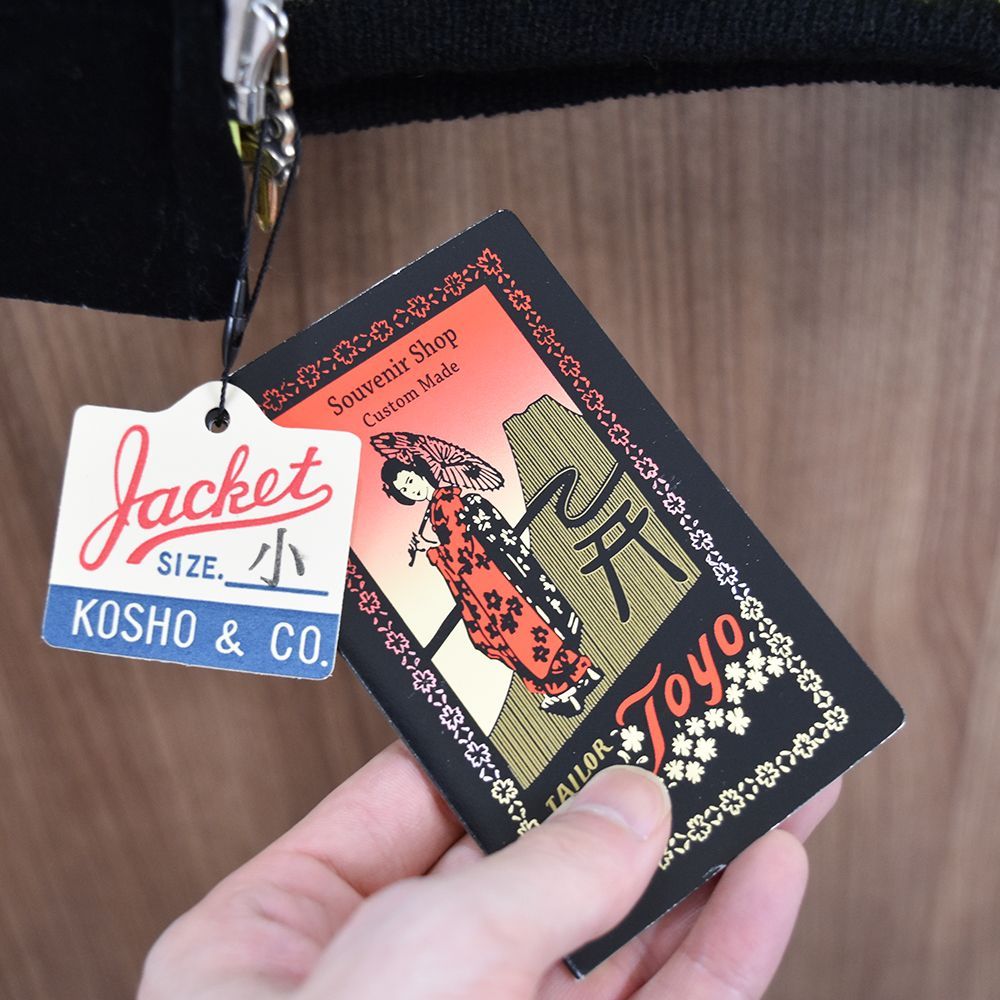 Souvenir Shop
Custom Made
TAILOR Toyo
Jacket
SIZE. 小
KOSHO & CO.